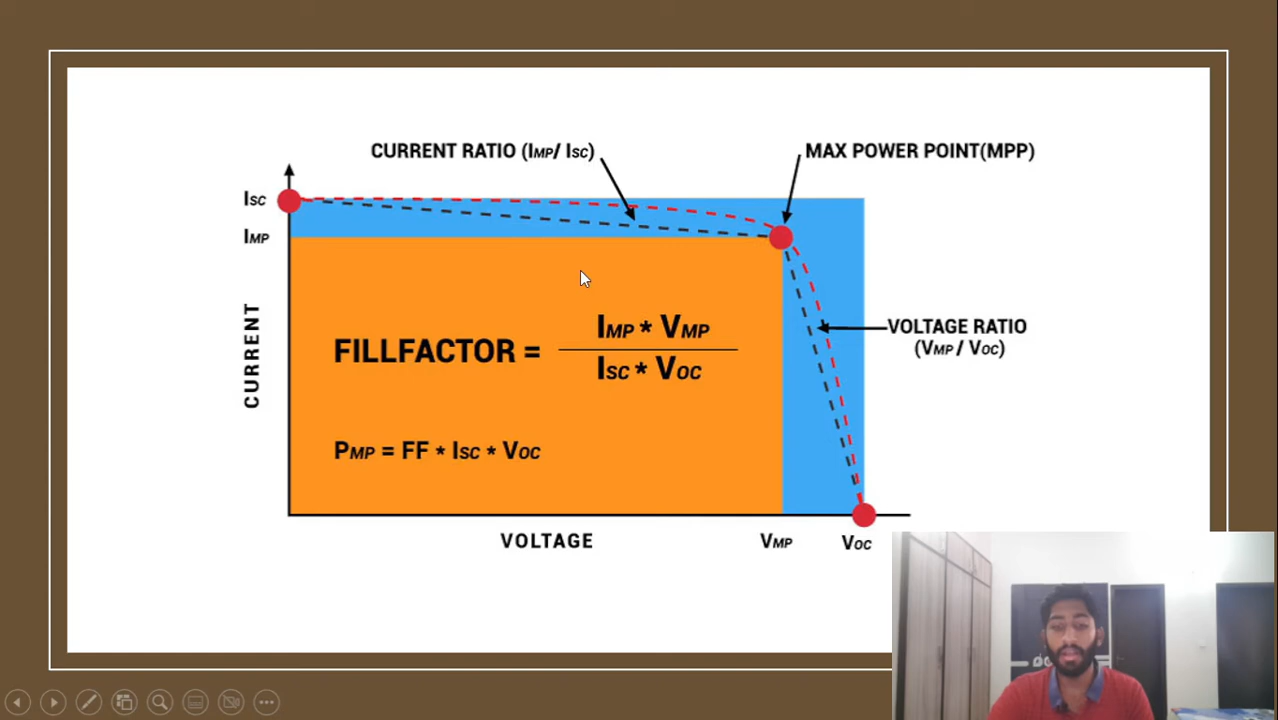 CURRENT RATIO (IMP/ ISC)
MAX POWER POINT(MPP)
ISC
IMP
CURRENT
FILLFACTOR = IMP * VMP
ISC * VOC
VOLTAGE RATIO
(VMP / VOC)
PMP = FF * ISC * VOC
VOLTAGE
VMP
VOC